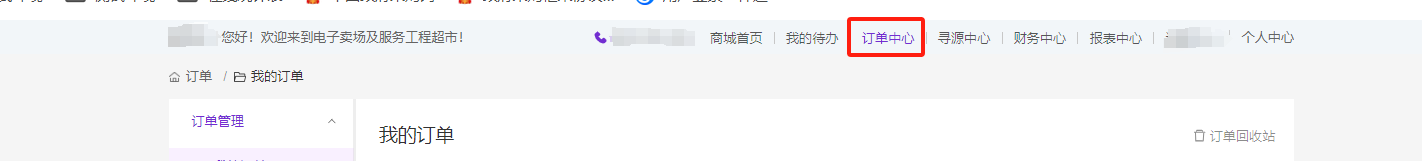 您好！欢迎来到电子卖场及服务工程超市！ 商城首页 我的待办 订单中心 寻源中心 财务中心 报表中心 个人中心
订单 / 我的订单
订单管理
我的订单 订单回收站